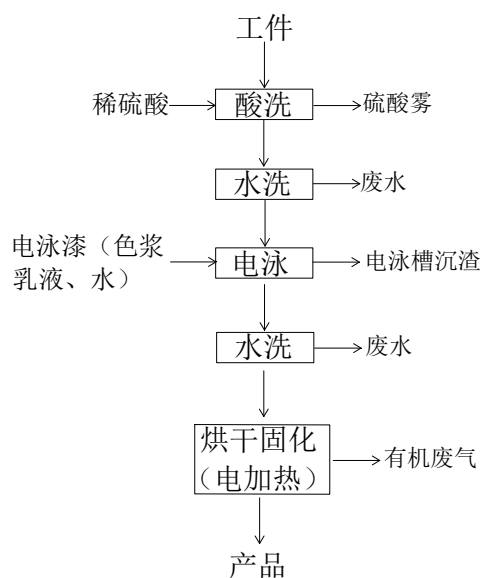 工件
稀硫酸
酸洗
硫酸雾
水洗
废水
电泳漆（色浆
乳液、水）
电泳
电泳槽沉渣
水洗
废水
烘干固化
（电加热）
有机废气
产品